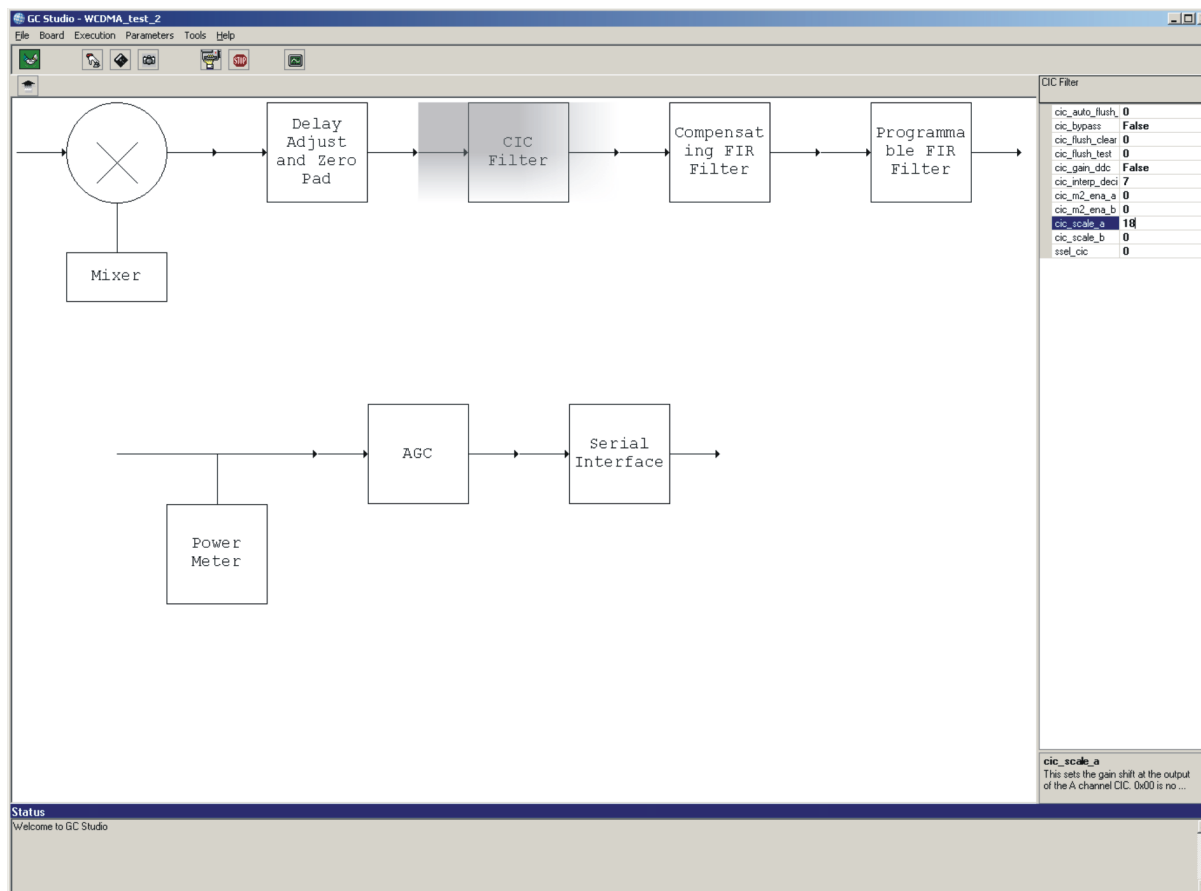 GC Studio - WCDMA_test_2
File Board Execution Parameters Tools Help
STOP
CIC Filter
cic_auto_flush_ 0
cic_bypass False
cic_flush_clear 0
cic_flush_test 0
cic_gain_ddc False
cic_interp_deci 7
cic_m2_ena_a 0
cic_m2_ena_b 0
cic_scale_a 18
cic_scale_b 0
ssel_cic 0
Delay
Adjust
and Zero
Pad
CIC
Filter
Compensat
ing FIR
Filter
Programma
ble FIR
Filter
Mixer
AGC
Serial
Interface
Power
Meter
cic_scale_a
This sets the gain shift at the output
of the A channel CIC. 0x00 is no ...
Status
Welcome to GC Studio